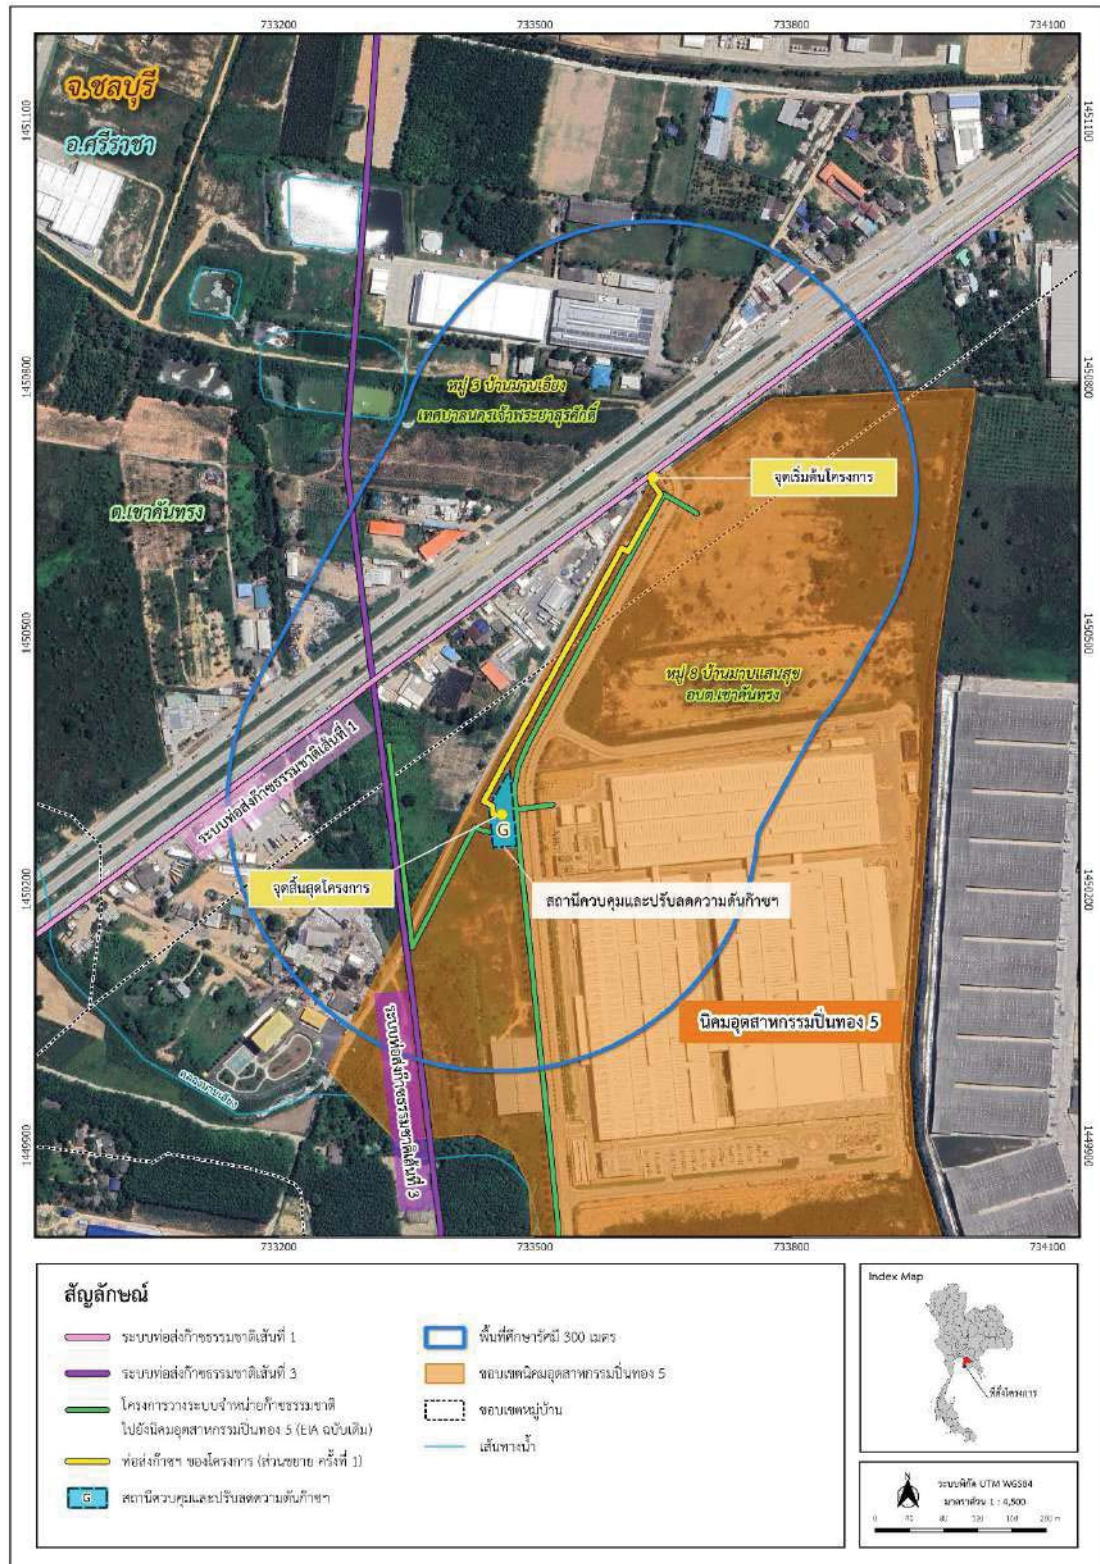 733200 733500 733800 734100
จ.ชลบุรี
อ.ศรีราชา
1451100 1451100
1450800 1450800
หมู่ 3 บ้านมาบเอียง
เทศบาลนครเจ้าพระยาสุรศักดิ์
จุดเริ่มต้นโครงการ
ต.เขาคันทรง
1450500 1450500
หมู่ 8 บ้านมาบแสนสุข
อบต.เขาคันทรง
ระบบท่อส่งก๊าซธรรมชาติเส้นที่ 1
G
จุดสิ้นสุดโครงการ
สถานีควบคุมและปรับลดความดันก๊าซฯ
1450200 1450200
นิคมอุตสาหกรรมปิ่นทอง 5
ระบบท่อส่งก๊าซธรรมชาติเส้นที่ 3
1449900 1449900
733200 733500 733800 734100
สัญลักษณ์
ระบบท่อส่งก๊าซธรรมชาติเส้นที่ 1
ระบบท่อส่งก๊าซธรรมชาติเส้นที่ 3
โครงการวางระบบจำหน่ายก๊าซธรรมชาติ
ไปยังนิคมอุตสาหกรรมปิ่นทอง 5 (EIA ฉบับเดิม)
ท่อส่งก๊าซฯ ของโครงการ (ส่วนขยาย ครั้งที่ 1)
G สถานีควบคุมและปรับลดความดันก๊าซฯ
พื้นที่ศึกษารัศมี 300 เมตร
ขอบเขตนิคมอุตสาหกรรมปิ่นทอง 5
ขอบเขตหมู่บ้าน
เส้นทางน้ำ
Index Map
ที่ตั้งโครงการ
N
ระบบพิกัด UTM WGS84
มาตราส่วน 1 : 4,500
0 40 80 120 160 200 m